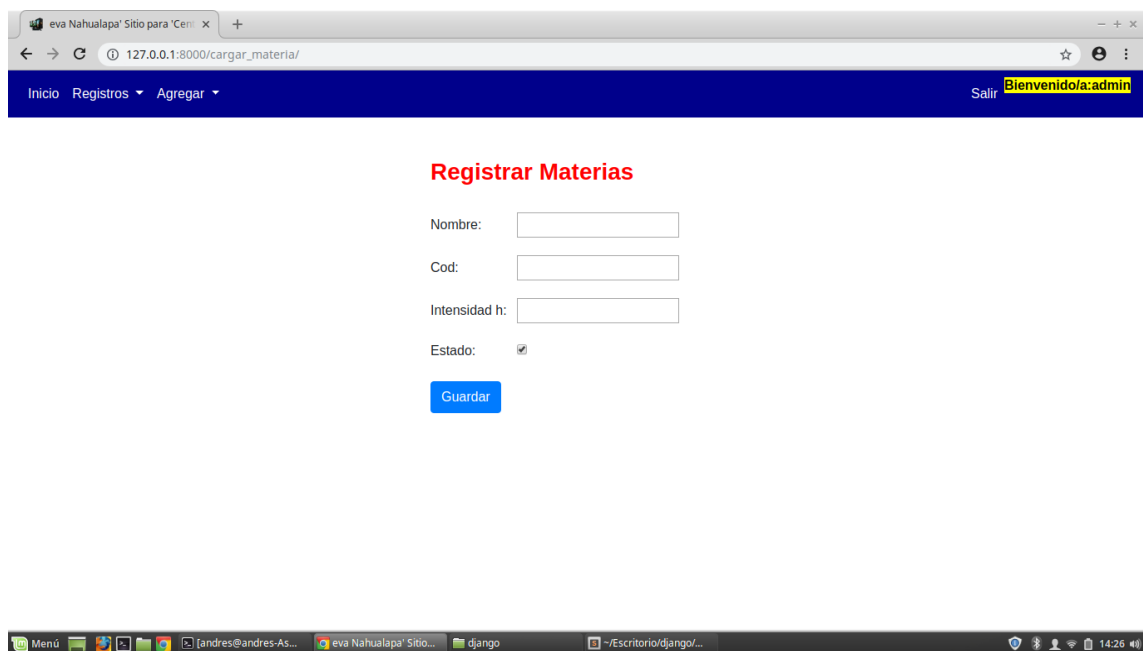 eva Nahualapa' Sitio para 'Cent
127.0.0.1:8000/cargar_materia/
Inicio Registros Agregar Salir Bienvenido/a:admin
Registrar Materias
Nombre:
Cod:
Intensidad h:
Estado:
Guardar
Menú [andres@andres-As... eva Nahualapa' Sitio... django ~/Escritorio/django/... 14:26